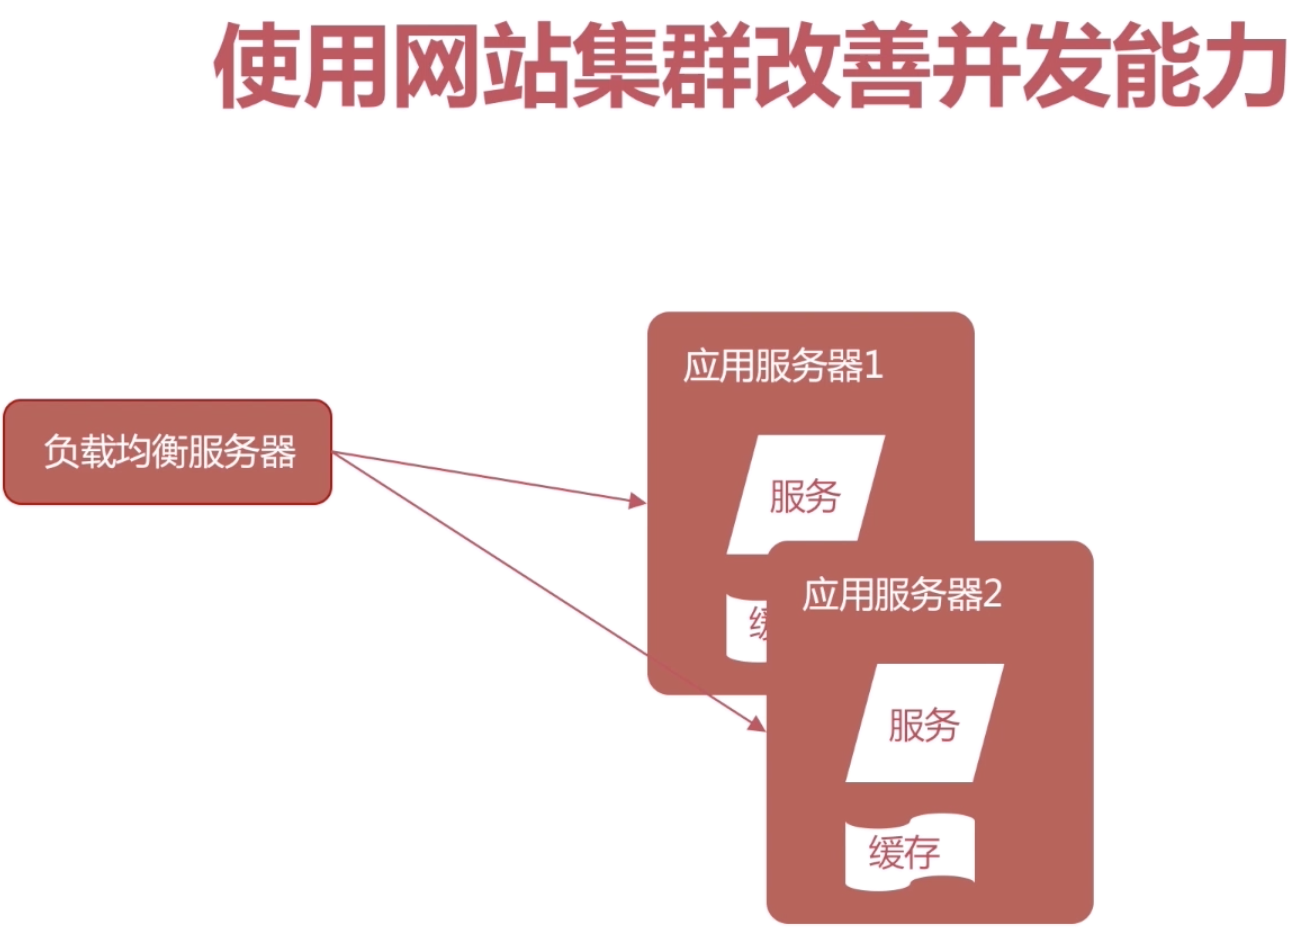 使用网站集群改善并发能力
负载均衡服务器
应用服务器1
服务
应用服务器2
服务
缓存